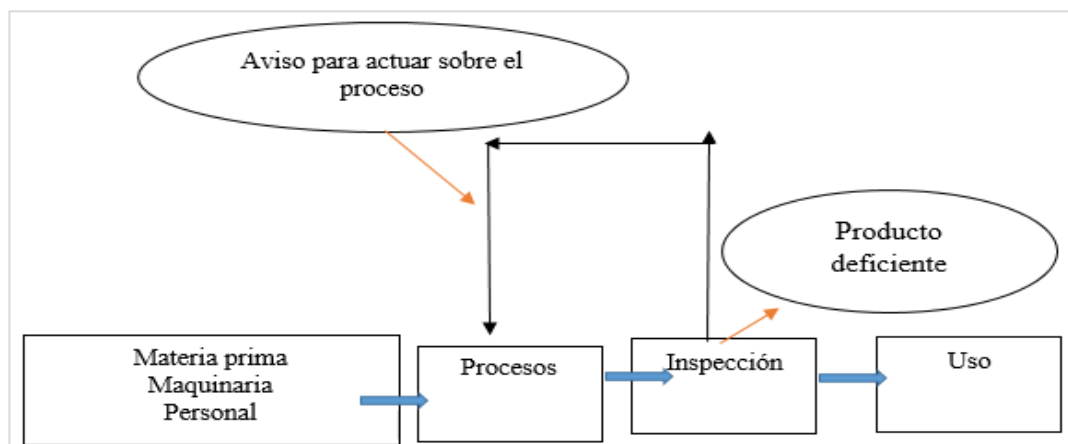 Aviso para actuar sobre el
proceso
Producto
deficiente
Materia prima
Maquinaria
Personal
Procesos
Inspección
Uso